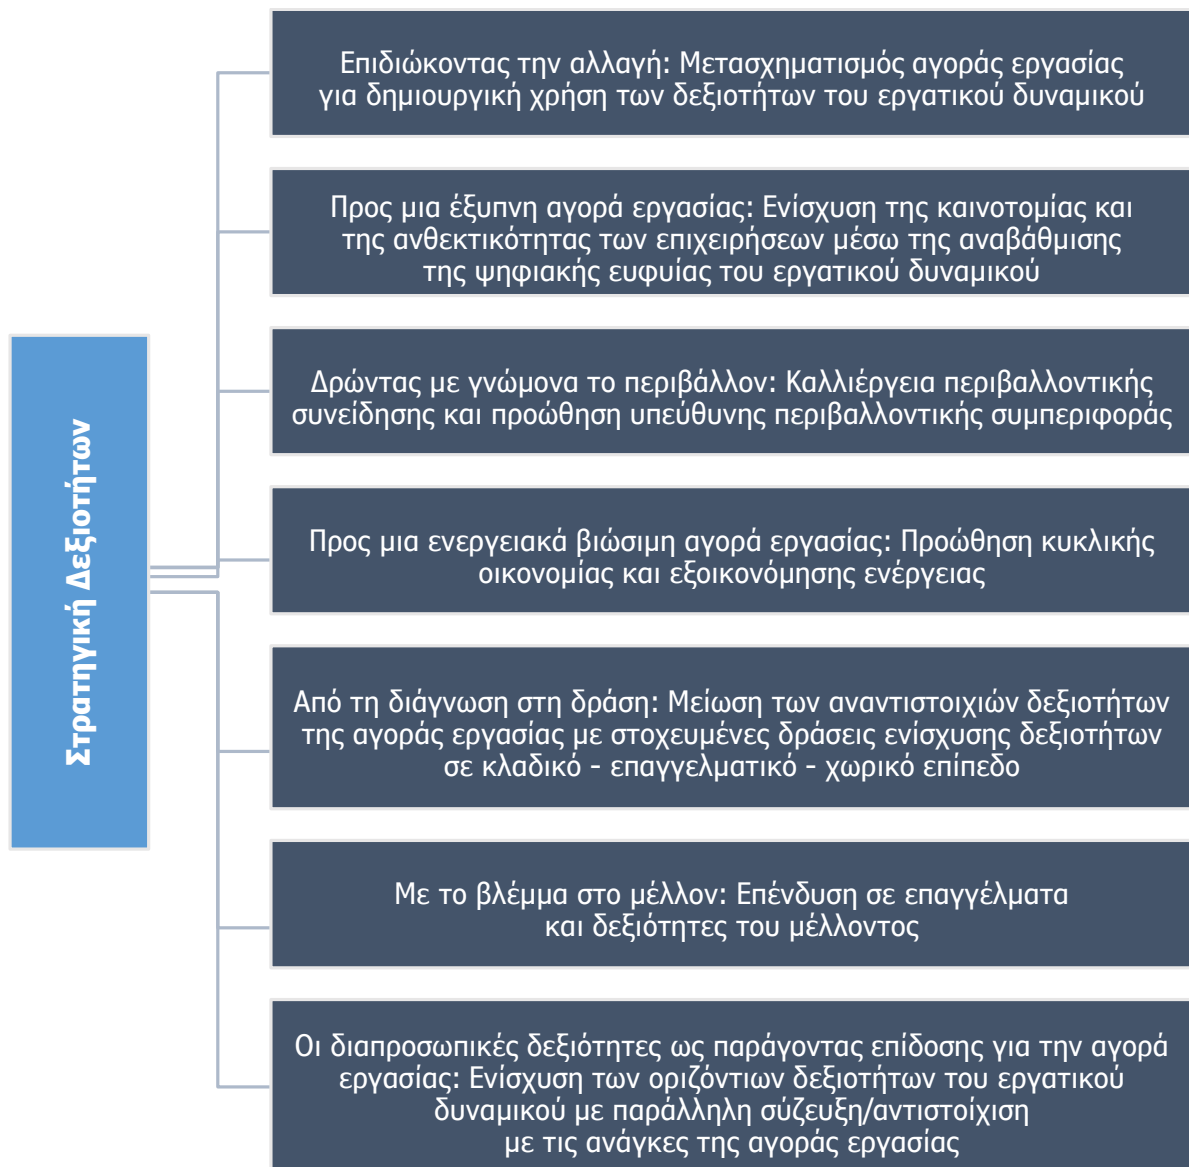 Στρατηγική Δεξιοτήτων
Επιδιώκοντας την αλλαγή: Μετασχηματισμός αγοράς εργασίας
για δημιουργική χρήση των δεξιοτήτων του εργατικού δυναμικού
Προς μια έξυπνη αγορά εργασίας: Ενίσχυση της καινοτομίας και
της ανθεκτικότητας των επιχειρήσεων μέσω της αναβάθμισης
της ψηφιακής ευφυίας του εργατικού δυναμικού
Δρώντας με γνώμονα το περιβάλλον: Καλλιέργεια περιβαλλοντικής
συνείδησης και προώθηση υπεύθυνης περιβαλλοντικής συμπεριφοράς
Προς μια ενεργειακά βιώσιμη αγορά εργασίας: Προώθηση κυκλικής
οικονομίας και εξοικονόμησης ενέργειας
Από τη διάγνωση στη δράση: Μείωση των αναντιστοιχιών δεξιοτήτων
της αγοράς εργασίας με στοχευμένες δράσεις ενίσχυσης δεξιοτήτων
σε κλαδικό - επαγγελματικό - χωρικό επίπεδο
Με το βλέμμα στο μέλλον: Επένδυση σε επαγγέλματα
και δεξιότητες του μέλλοντος
Οι διαπροσωπικές δεξιότητες ως παράγοντας επίδοσης για την αγορά
εργασίας: Ενίσχυση των οριζόντιων δεξιοτήτων του εργατικού
δυναμικού με παράλληλη σύζευξη/αντιστοίχιση
με τις ανάγκες της αγοράς εργασίας